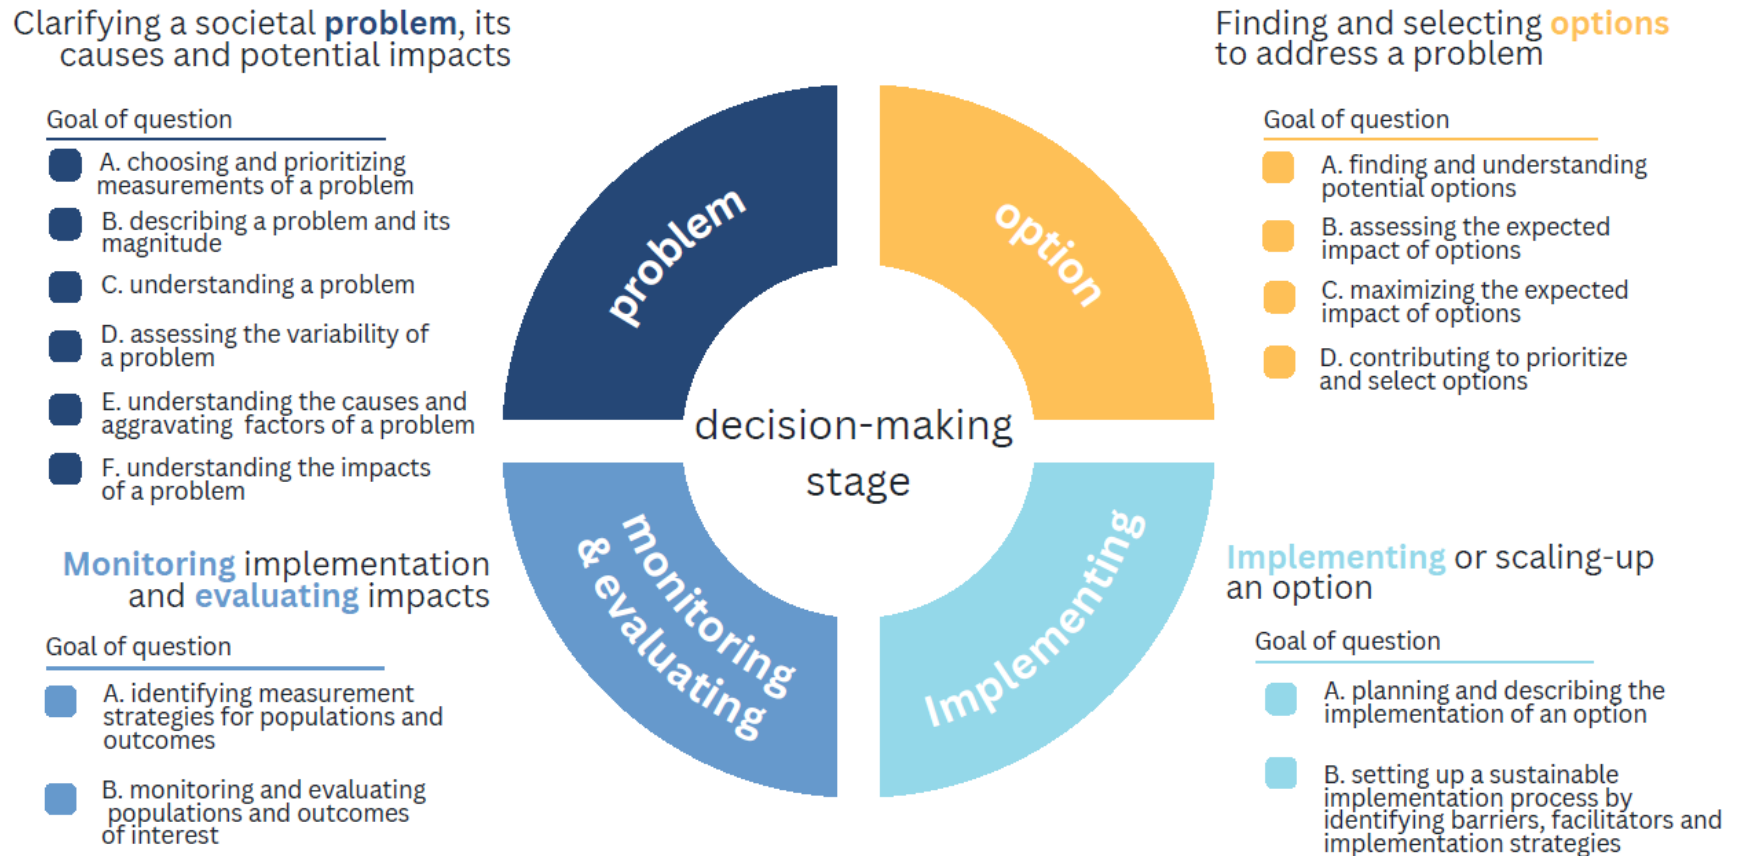 Clarifying a societal problem, its
causes and potential impacts
Goal of question
A. choosing and prioritizing
measurements of a problem
B. describing a problem and its
magnitude
C. understanding a problem
D. assessing the variability of
a problem
E. understanding the causes and
aggravating factors of a problem
F. understanding the impacts
of a problem
Finding and selecting options
to address a problem
Goal of question
A. finding and understanding
potential options
B. assessing the expected
impact of options
C. maximizing the expected
impact of options
D. contributing to prioritize
and select options
problem
option
decision-making
stage
monitoring
& evaluating
Implementing
Monitoring implementation
and evaluating impacts
Goal of question
A. identifying measurement
strategies for populations and
outcomes
B. monitoring and evaluating
populations and outcomes
of interest
Implementing or scaling-up
an option
Goal of question
A. planning and describing the
implementation of an option
B. setting up a sustainable
implementation process by
identifying barriers, facilitators and
implementation strategies